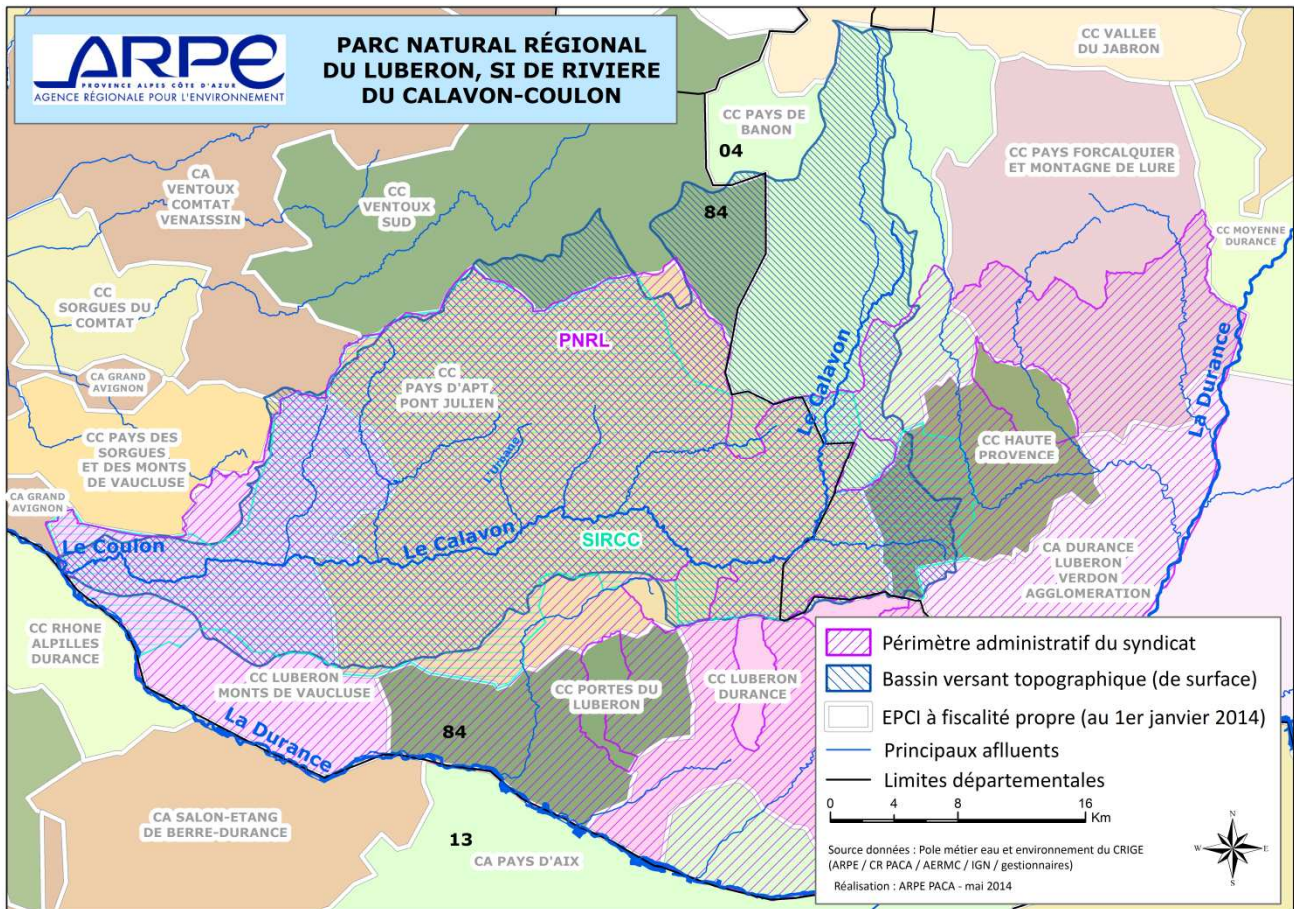 ARPE
PROVENCE ALPES CÔTE D'AZUR
AGENCE RÉGIONALE POUR L'ENVIRONNEMENT
PARC NATURAL RÉGIONAL
DU LUBERON, SI DE RIVIERE
DU CALAVON-COULON
CC VALLEE
DU JABRON
CC PAYS DE
BANON
04
CC PAYS FORCALQUIER
ET MONTAGNE DE LURE
CA
VENTOUX
COMTAT
VENAISSIN
CC
VENTOUX
SUD
84
CC MOYENNE
DURANCE
CC
SORGUES DU
COMTAT
PNRL
CA GRAND
AVIGNON
CC
PAYS D'APT
PONT JULIEN
Le Calavon
La Durance
CC PAYS DES
SORGUES
ET DES MONTS
DE VAUCLUSE
L'Urbane
CC HAUTE
PROVENCE
CA GRAND
AVIGNON
Le Coulon
Le Calavon
SIRCC
CA DURANCE
LUBERON
VERDON
AGGLOMERATION
CC RHONE
ALPILLES
DURANCE
CC LUBERON
MONTS DE VAUCLUSE
CC PORTES DU
LUBERON
CC LUBERON
DURANCE
La Durance
84
CA SALON-ETANG
DE BERRE-DURANCE
13
CA PAYS D'AIX
Périmètre administratif du syndicat
Bassin versant topographique (de surface)
EPCI à fiscalité propre (au 1er janvier 2014)
Principaux aflluents
Limites départementales
0 4 8 16
Km
Source données : Pole métier eau et environnement du CRIGE
(ARPE / CR PACA / AERMC / IGN / gestionnaires)
Réalisation : ARPE PACA - mai 2014
N
W E
S